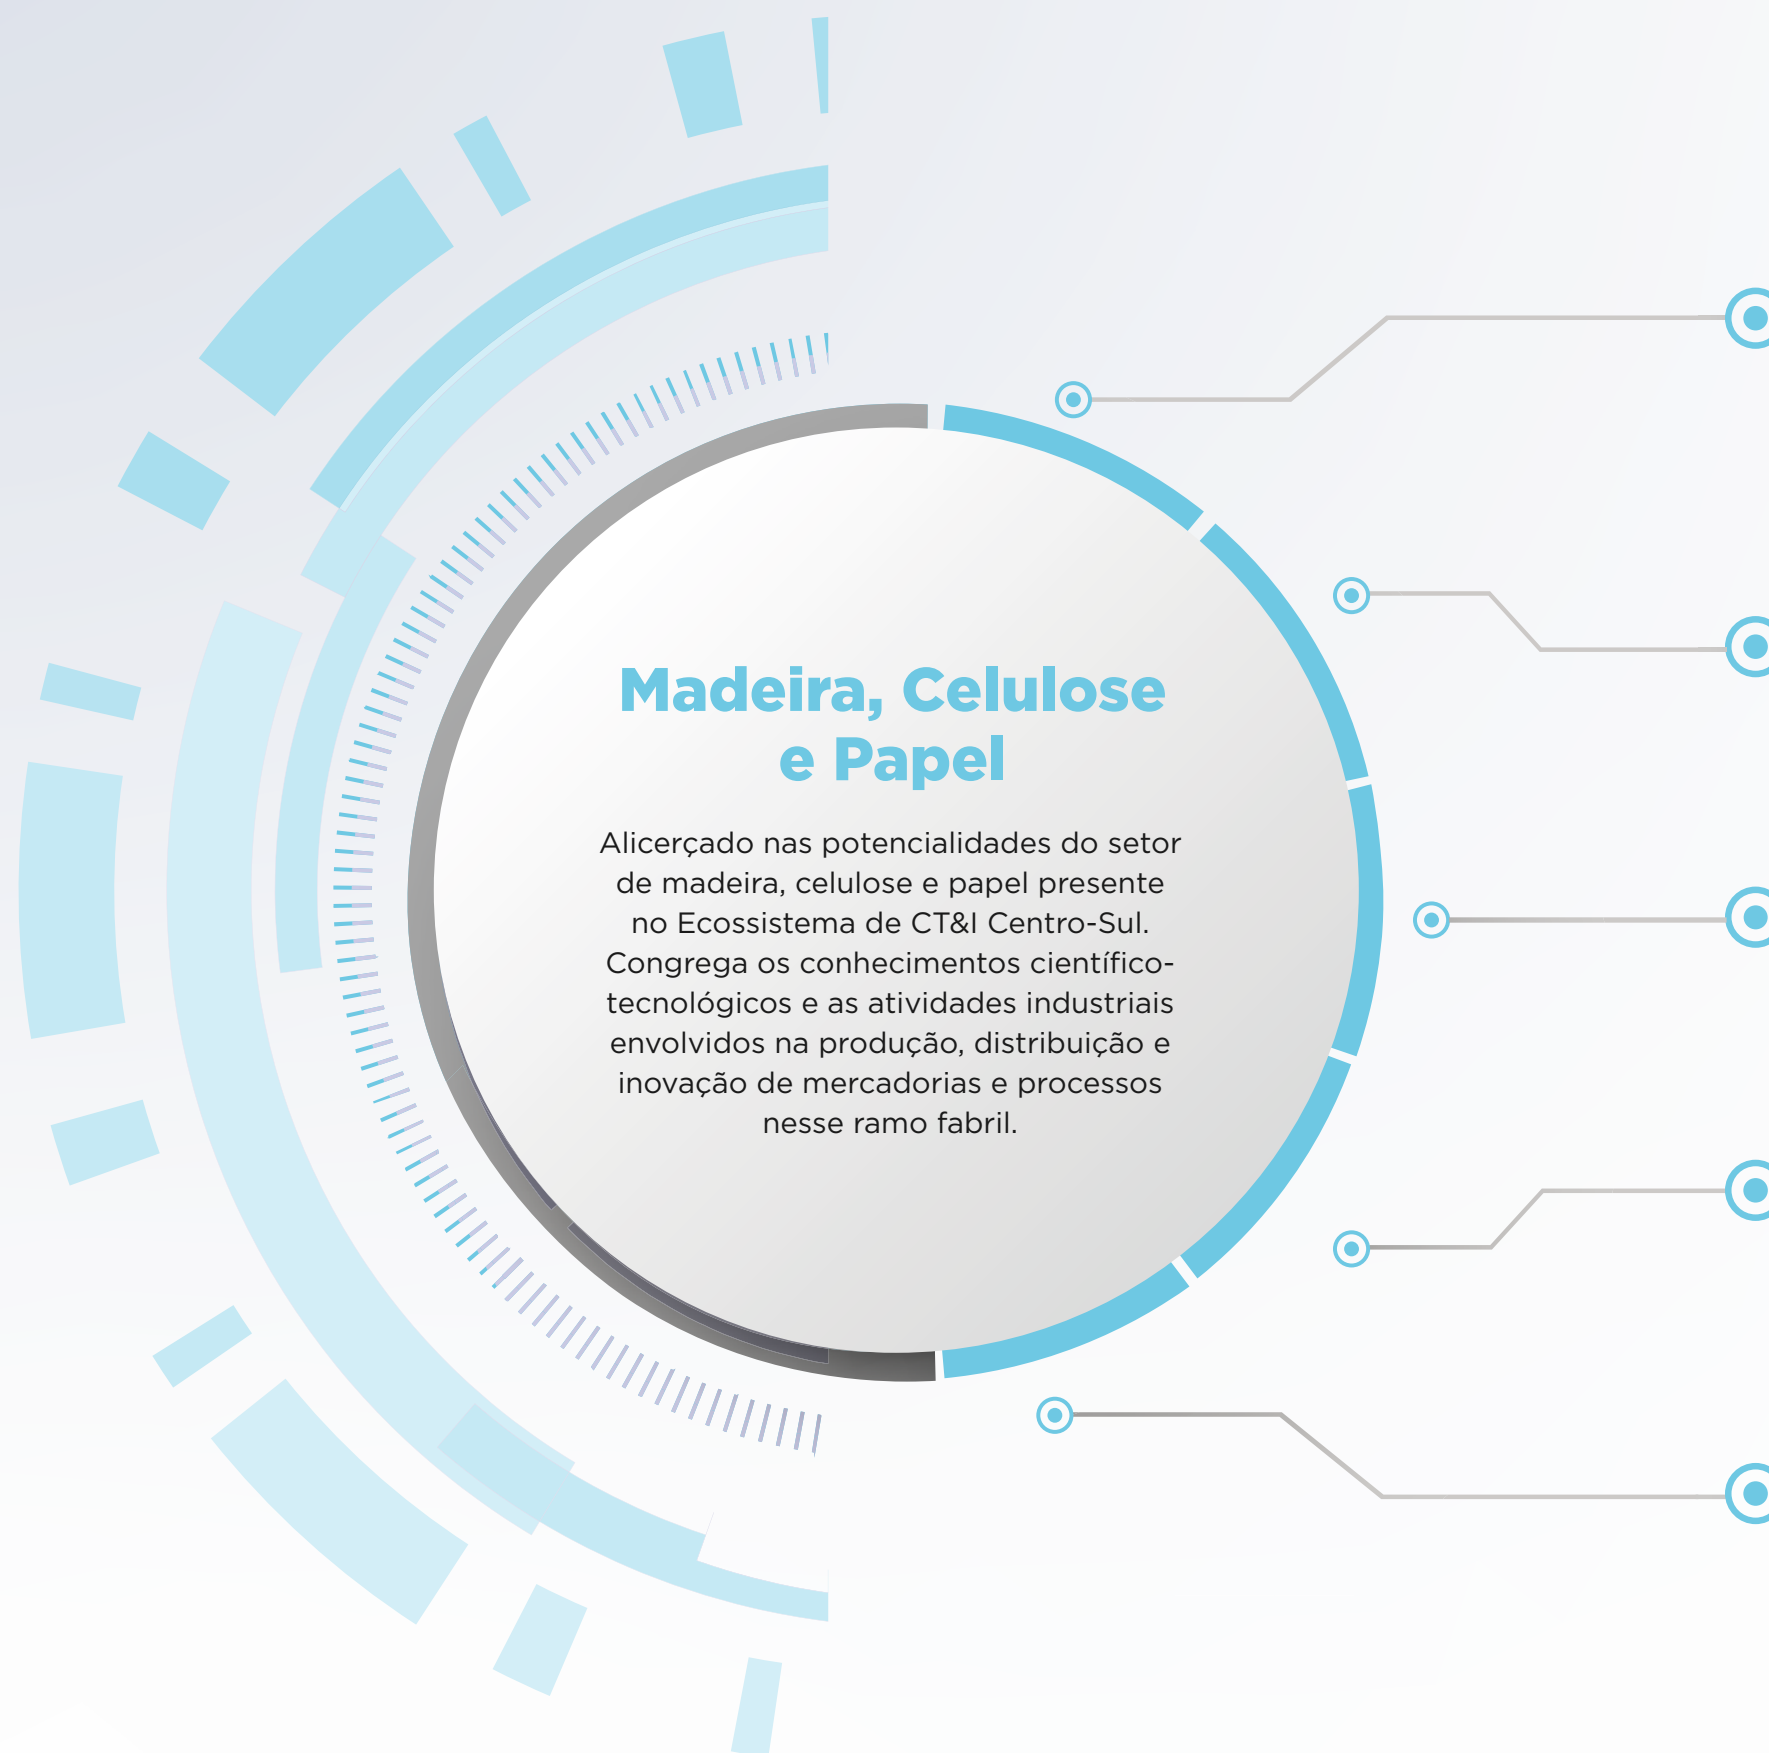 Madeira, Celulose
e Papel
Alicerçado nas potencialidades do setor
de madeira, celulose e papel presente
no Ecossistema de CT&I Centro-Sul.
Congrega os conhecimentos científico-
tecnológicos e as atividades industriais
envolvidos na produção, distribuição e
inovação de mercadorias e processos
nesse ramo fabril.